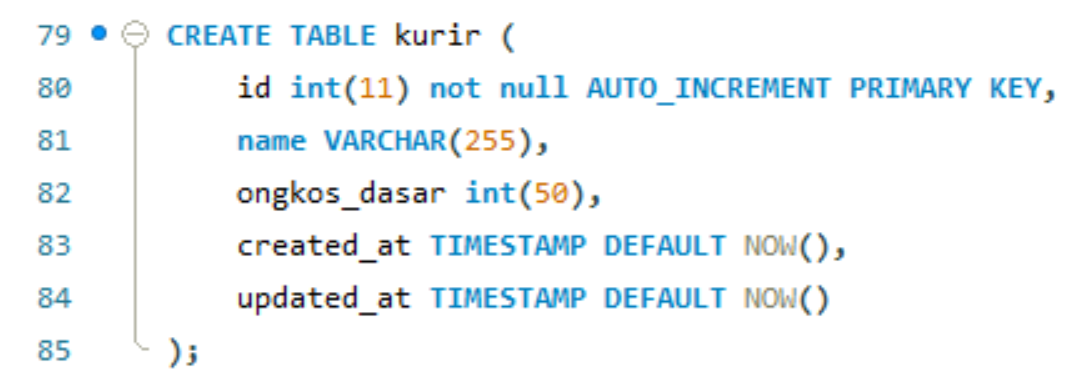 79 CREATE TABLE kurir (
80 id int(11) not null AUTO_INCREMENT PRIMARY KEY,
81 name VARCHAR(255),
82 ongkos_dasar int(50),
83 created_at TIMESTAMP DEFAULT NOW(),
84 updated_at TIMESTAMP DEFAULT NOW()
85 );